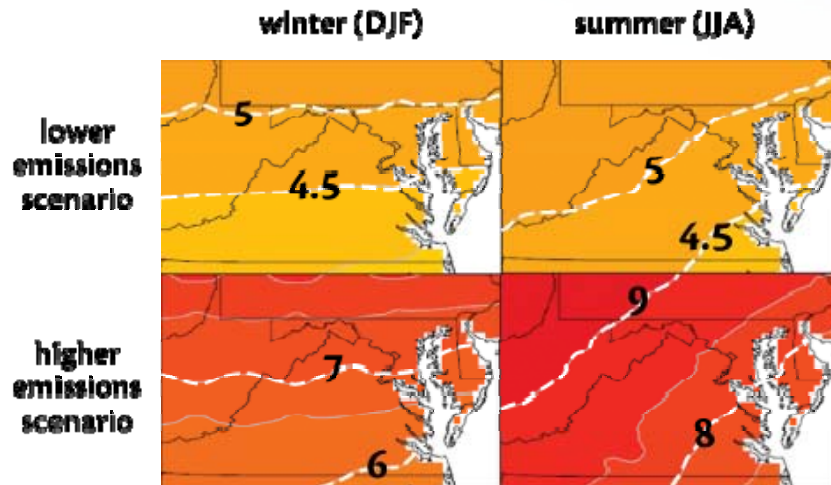 winter (DJF)
summer (JJA)
lower
emissions
scenario
5
4.5
5
4.5
higher
emissions
scenario
7
6
9
8